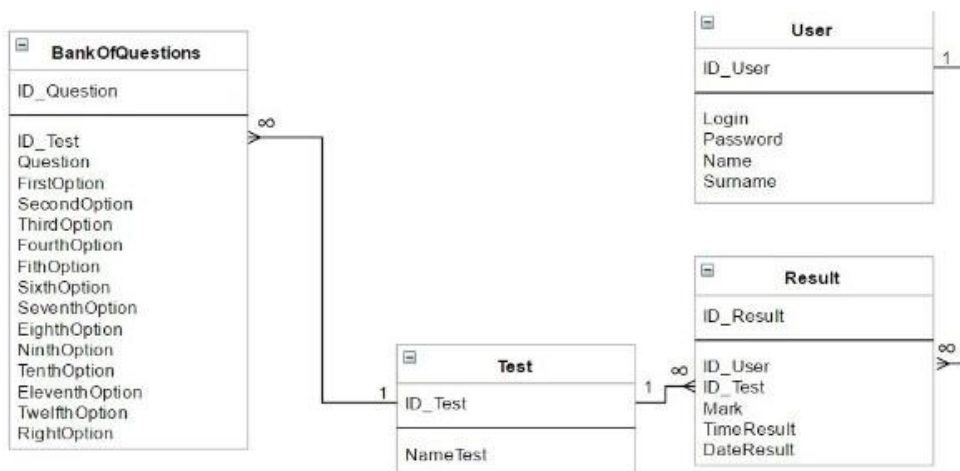 BankOfQuestions
ID_Question
ID_Test
Question
FirstOption
SecondOption
ThirdOption
FourthOption
FithOption
SixthOption
SeventhOption
EighthOption
NinthOption
TenthOption
EleventhOption
TwelfthOption
RightOption
∞
1
Test
ID_Test
NameTest
1
∞
User
ID_User
Login
Password
Name
Surname
1
Result
ID_Result
ID_User
ID_Test
Mark
TimeResult
DateResult
∞